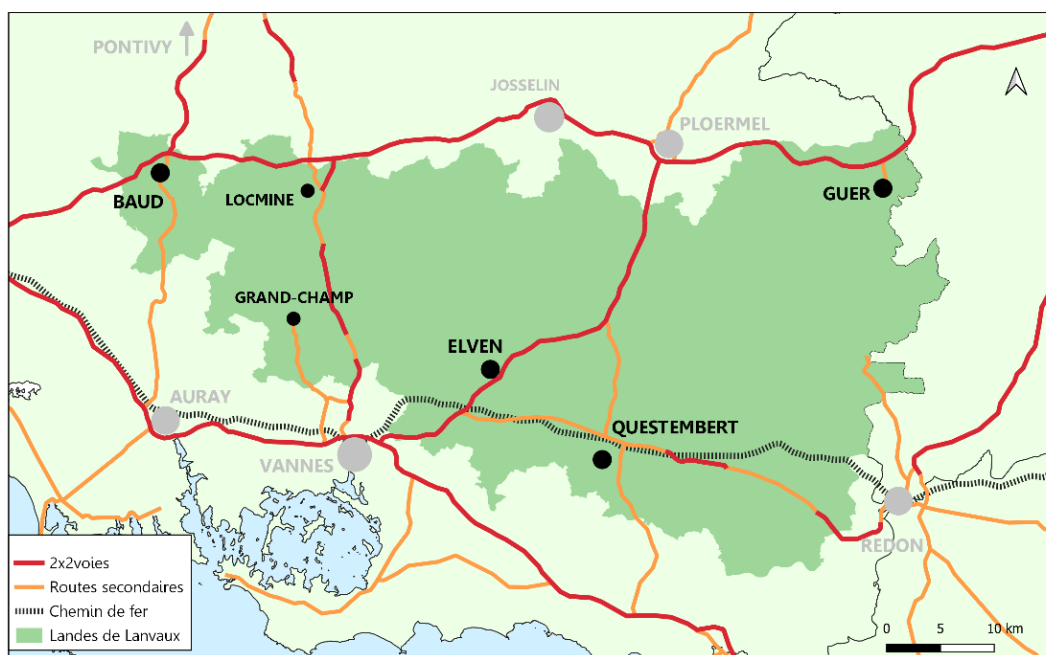 PONTIVY
JOSSELIN
PLOERMEL
BAUD
LOCMINE
GUER
GRAND-CHAMP
ELVEN
AURAY
QUESTEMBERT
VANNES
REDON
2x2voies
Routes secondaires
Chemin de fer
Landes de Lanvaux
0 5 10 km